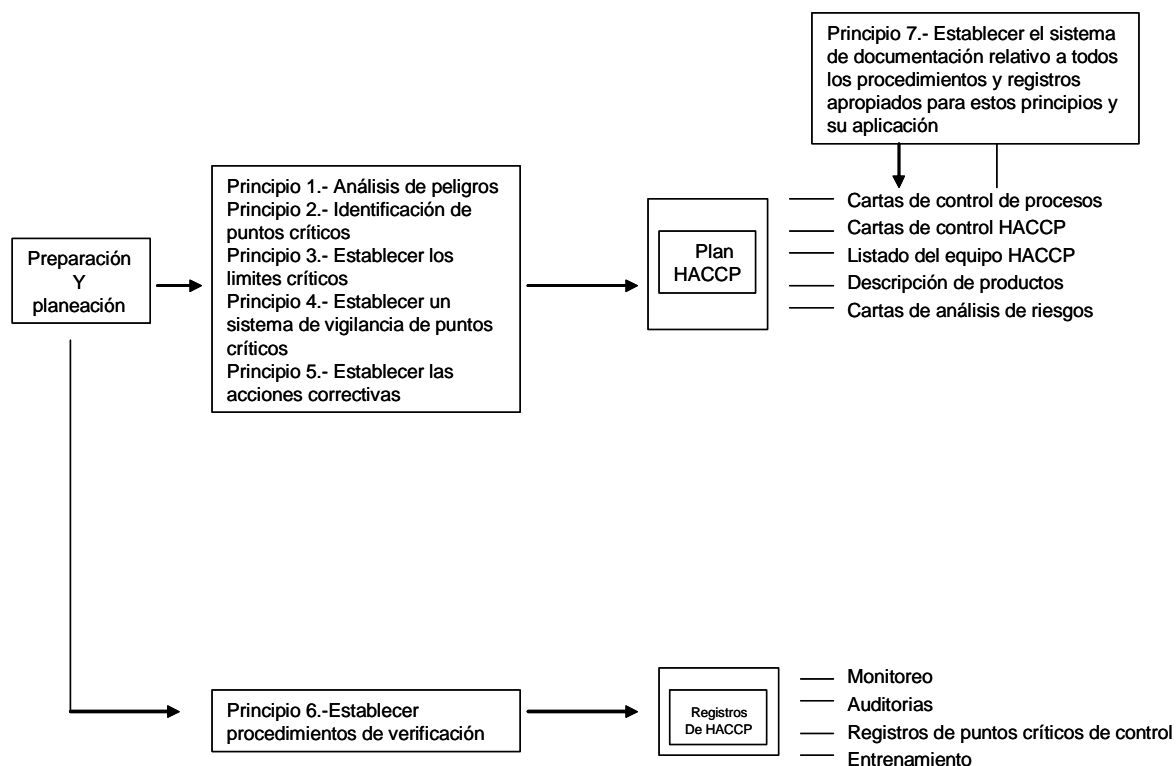 Principio 7.- Establecer el sistema
de documentación relativo a todos
los procedimientos y registros
apropiados para estos principios y
su aplicación
Preparación
Y
planeación
Principio 1.- Análisis de peligros
Principio 2.- Identificación de
puntos críticos
Principio 3.- Establecer los
limites críticos
Principio 4.- Establecer un
sistema de vigilancia de puntos
críticos
Principio 5.- Establecer las
acciones correctivas
Plan
HACCP
Cartas de control de procesos
Cartas de control HACCP
Listado del equipo HACCP
Descripción de productos
Cartas de análisis de riesgos
Principio 6.-Establecer
procedimientos de verificación
Registros
De HACCP
Monitoreo
Auditorias
Registros de puntos críticos de control
Entrenamiento